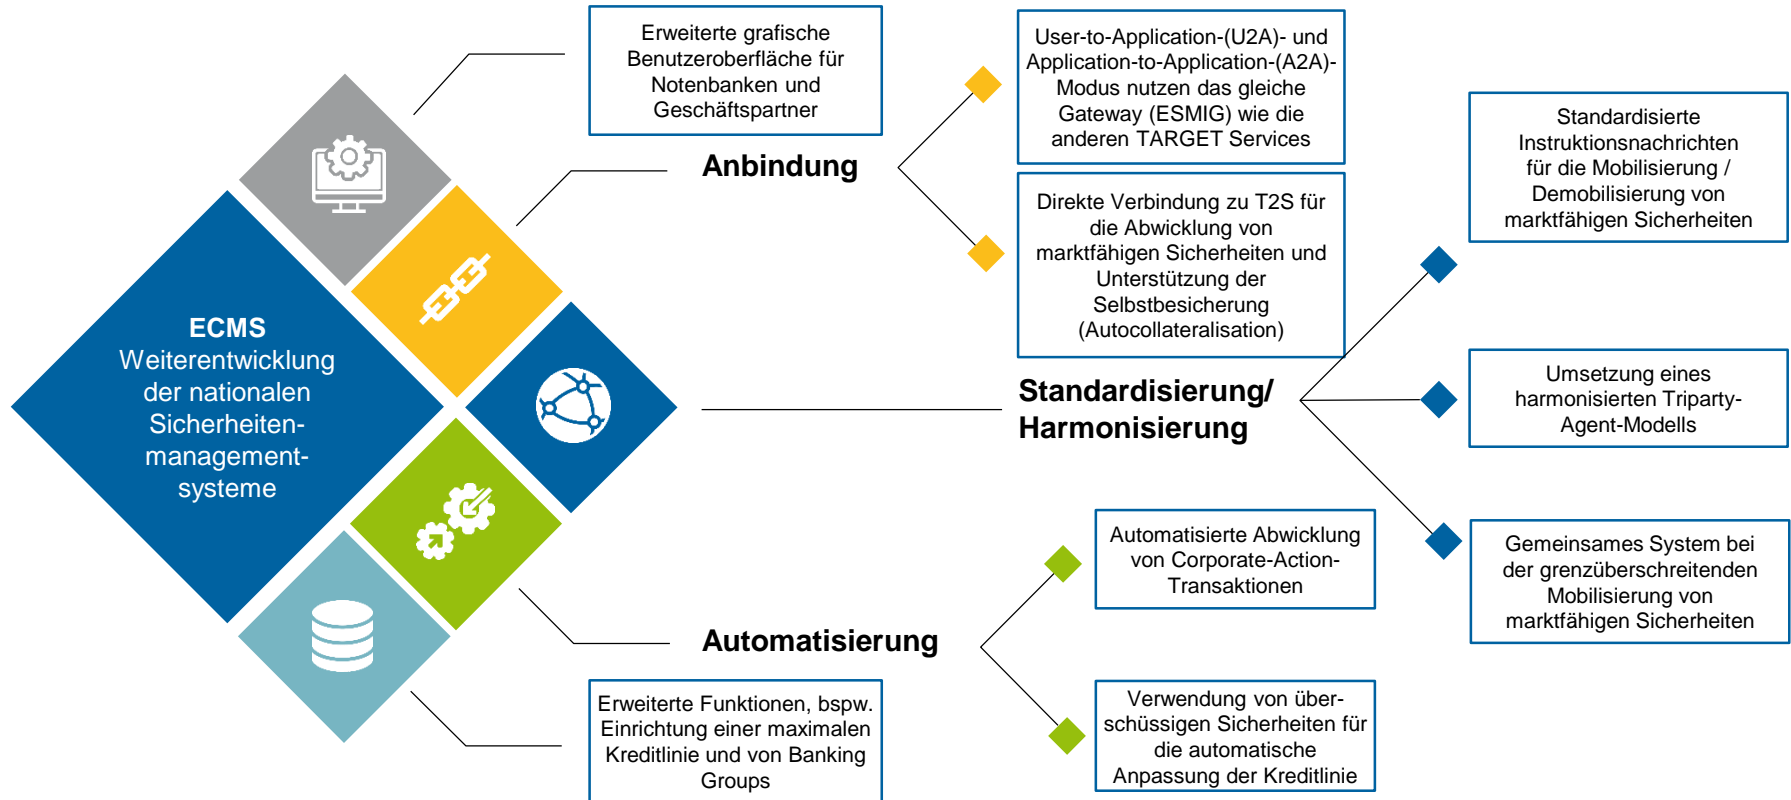 ECMS
Weiterentwicklung
der nationalen
Sicherheiten-
management-
systeme
Erweiterte grafische
Benutzeroberfläche für
Notenbanken und
Geschäftspartner
Anbindung
User-to-Application-(U2A)- und
Application-to-Application-(A2A)-
Modus nutzen das gleiche
Gateway (ESMIG) wie die
anderen TARGET Services
Direkte Verbindung zu T2S für
die Abwicklung von
marktfähigen Sicherheiten und
Unterstützung der
Selbstbesicherung
(Autocollateralisation)
Standardisierung/
Harmonisierung
Standardisierte
Instruktionsnachrichten
für die Mobilisierung /
Demobilisierung von
marktfähigen Sicherheiten
Umsetzung eines
harmonisierten Triparty-
Agent-Modells
Gemeinsames System bei
der grenzüberschreitenden
Mobilisierung von
marktfähigen Sicherheiten
Automatisierung
Automatisierte Abwicklung
von Corporate-Action-
Transaktionen
Verwendung von über-
schüssigen Sicherheiten für
die automatische
Anpassung der Kreditlinie
Erweiterte Funktionen, bspw.
Einrichtung einer maximalen
Kreditlinie und von Banking
Groups